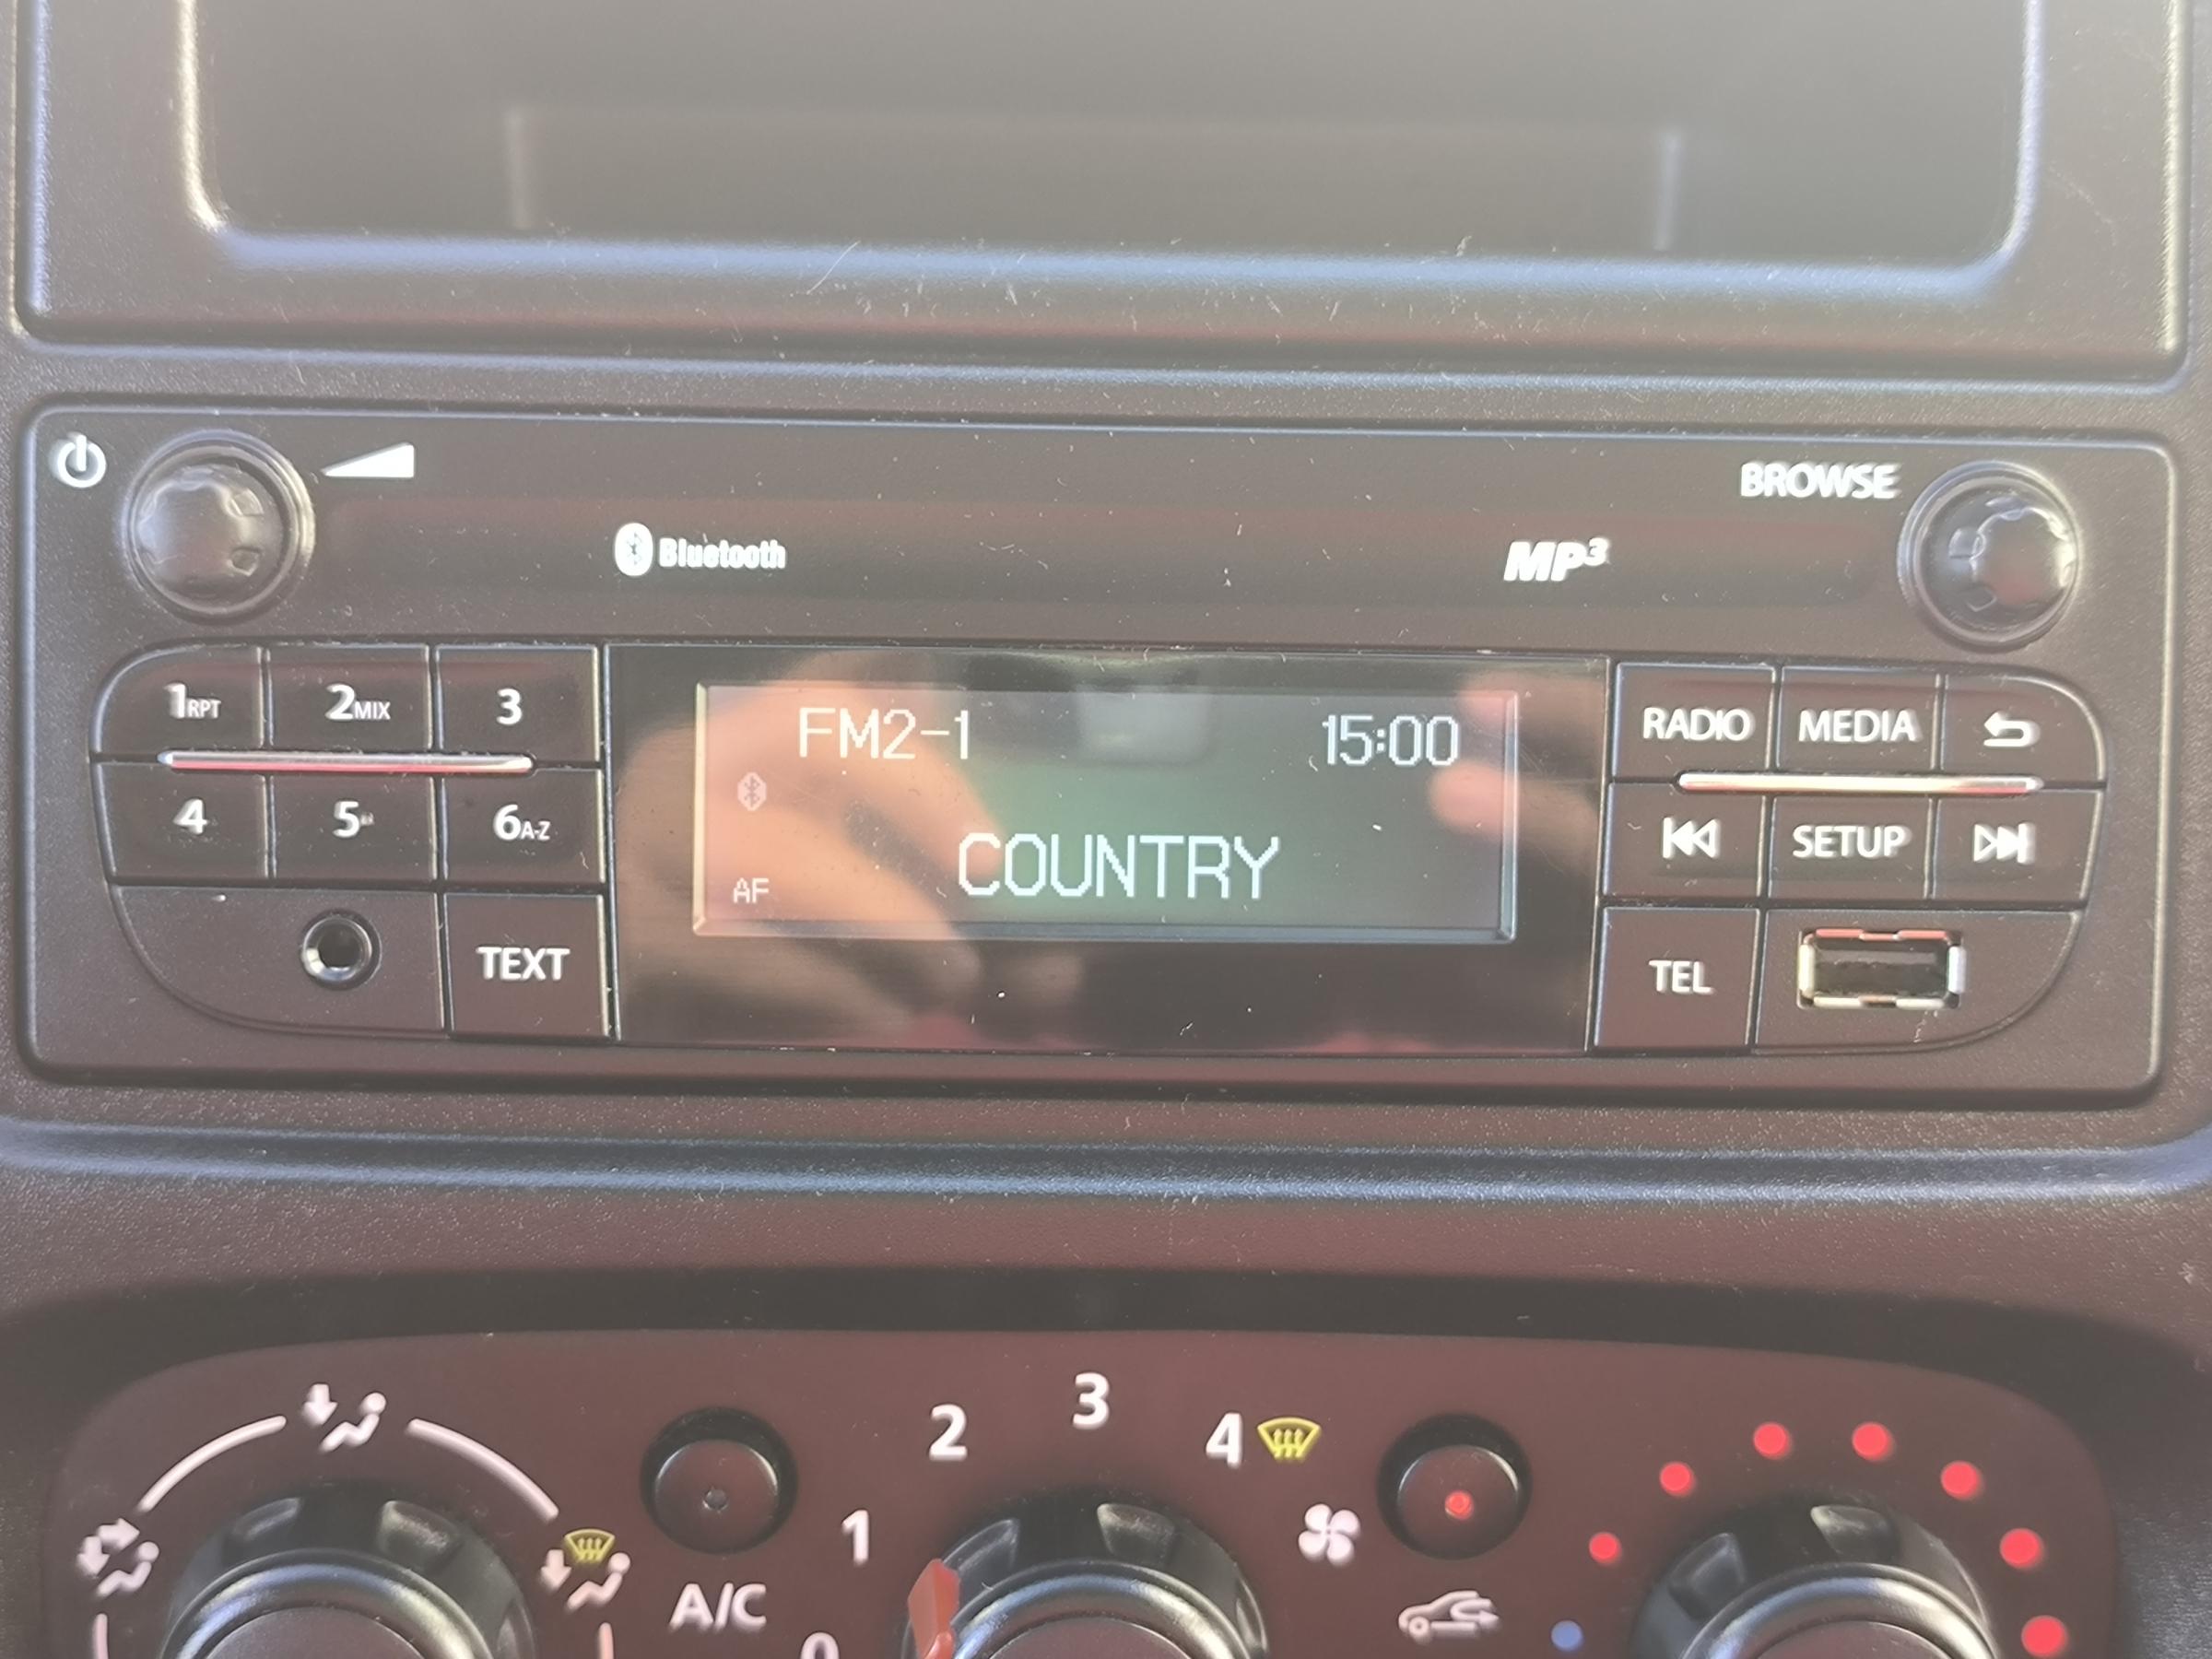 BROWSE
Bluetooth
MP3
1RPT 2MIX 3
FM2-1 15:00
RADIO MEDIA
4 5 6A-Z
COUNTRY
SETUP
AF
TEXT
TEL
3
2
4
1
A/C
0